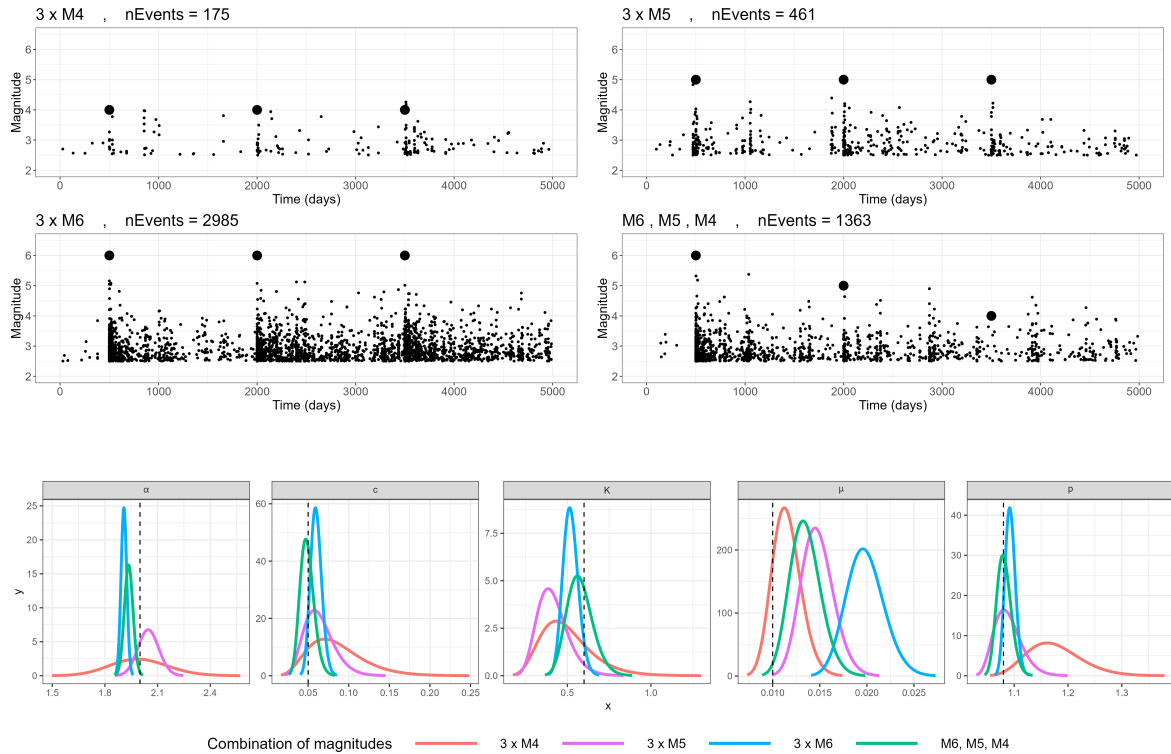 3 x M4 , nEvents = 175
3 x M5 , nEvents = 461
Magnitude
6
5
4
3
2
0 1000 2000 3000 4000 5000
Time (days)
Magnitude
6
5
4
3
2
0 1000 2000 3000 4000 5000
Time (days)
3 x M6 , nEvents = 2985
M6 , M5 , M4 , nEvents = 1363
Magnitude
6
5
4
3
2
0 1000 2000 3000 4000 5000
Time (days)
Magnitude
6
5
4
3
2
0 1000 2000 3000 4000 5000
Time (days)
α
c
K
μ
p
y
25
20
15
10
5
0
1.5 1.8 2.1 2.4
60
40
20
0
0.05 0.10 0.15 0.20 0.25
7.5
5.0
2.5
0.0
0.5 1.0
200
100
0
0.010 0.015 0.020 0.025
40
30
20
10
0
1.1 1.2 1.3
x
Combination of magnitudes 3 x M4 3 x M5 3 x M6 M6, M5, M4